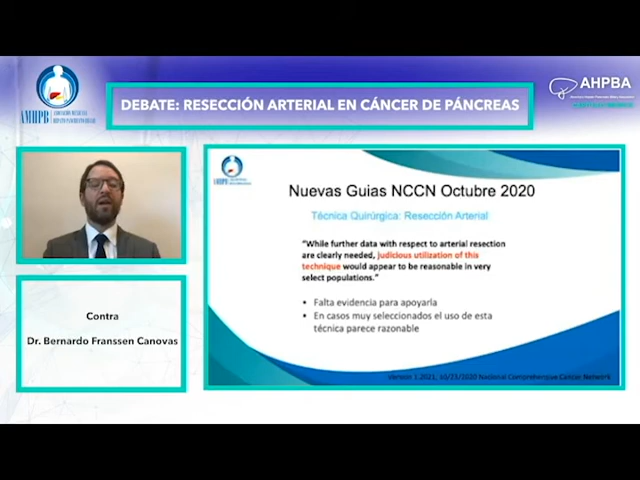 AMHPB
AHPBA
DEBATE: RESECCIÓN ARTERIAL EN CÁNCER DE PÁNCREAS
Nuevas Guias NCCN Octubre 2020
Técnica Quirúrgica: Resección Arterial
"While further data with respect to arterial resection
are clearly needed, judicious utilization of this
technique would appear to be reasonable in very
select populations."
• Falta evidencia para apoyarla
• En casos muy seleccionados el uso de esta
técnica parece razonable
Version 1.2021, 10/23/2020 National Comprehensive Cancer Network
Contra
Dr. Bernardo Franssen Canovas